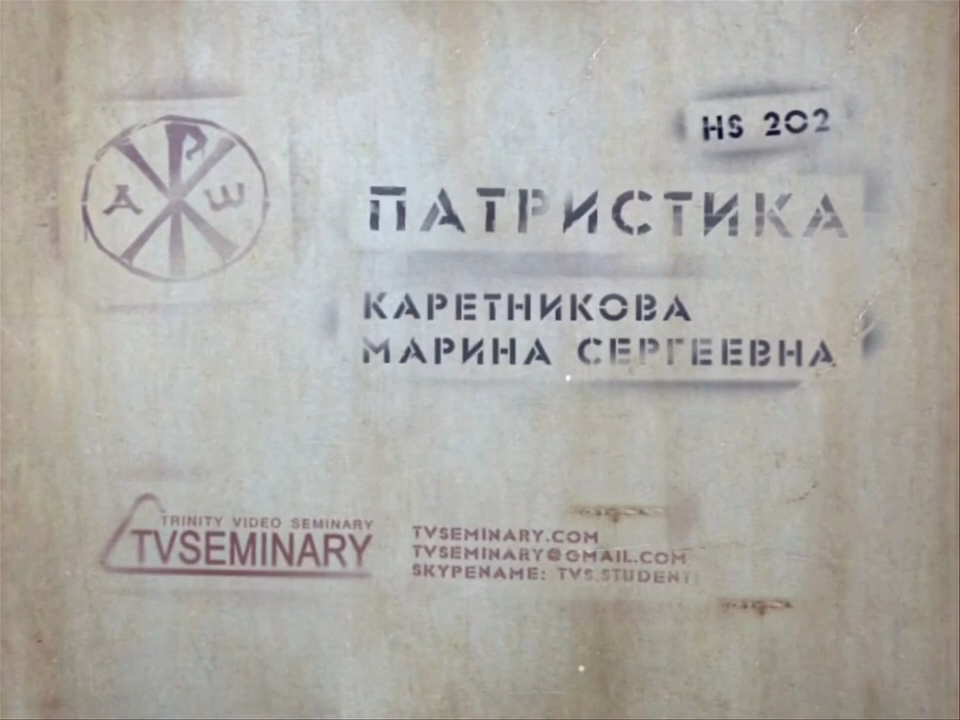 HS 202
ПАТРИСТИКА
КАРЕТНИКОВА
МАРИНА СЕРГЕЕВНА
TRINITY VIDEO SEMINARY
TVSEMINARY
TVSEMINARY.COM
TVSEMINARY@GMAIL.COM
SKYPENAME: TVS.STUDENT